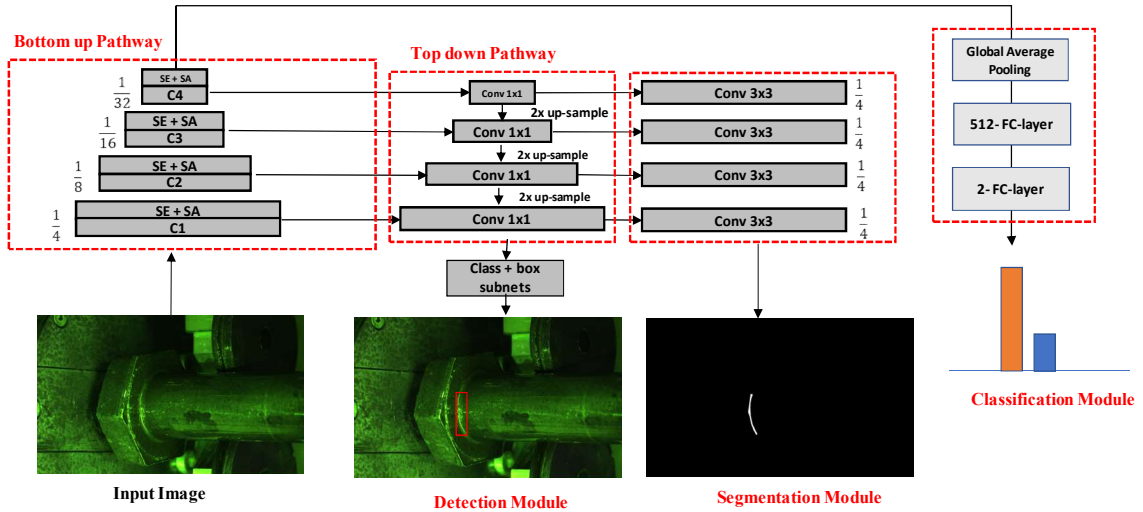 Bottom up Pathway
SE + SA
C4
1/32
SE + SA
C3
1/16
SE + SA
C2
1/8
SE + SA
C1
1/4
Top down Pathway
Conv 1x1
2x up-sample
Conv 1x1
2x up-sample
Conv 1x1
2x up-sample
Conv 1x1
Class + box
subnets
Conv 3x3
1/4
Conv 3x3
1/4
Conv 3x3
1/4
Conv 3x3
1/4
Global Average
Pooling
512- FC-layer
2- FC-layer
Input Image
Detection Module
Segmentation Module
Classification Module